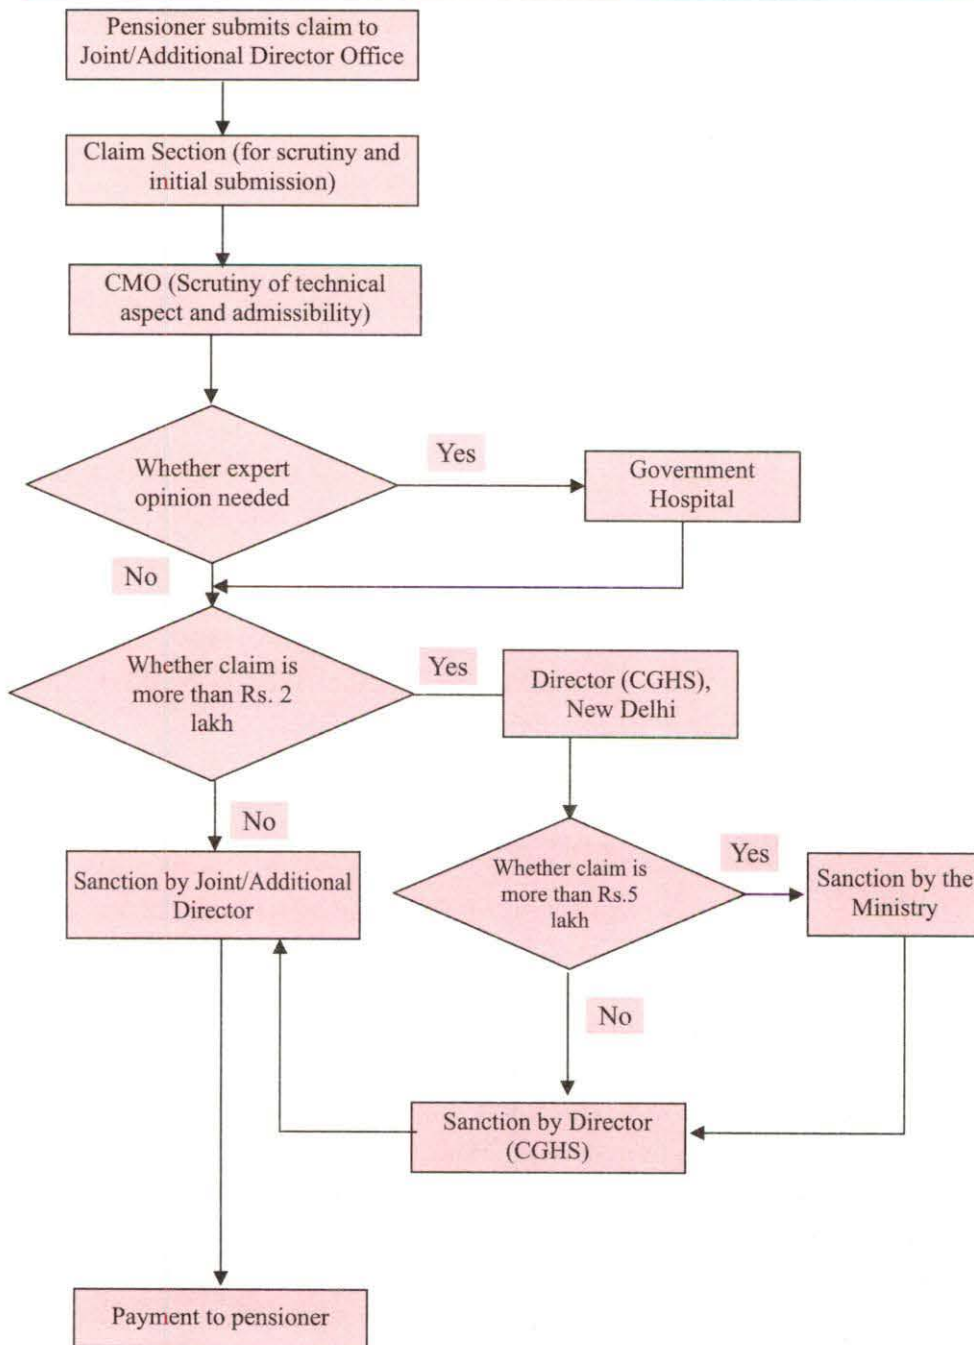 Pensioner submits claim to
Joint/Additional Director Office
Claim Section (for scrutiny and
initial submission)
CMO (Scrutiny of technical
aspect and admissibility)
Whether expert
opinion needed
Yes
Government
Hospital
No
Whether claim is
more than Rs. 2
lakh
Yes
Director (CGHS),
New Delhi
No
Sanction by Joint/Additional
Director
Whether claim is
more than Rs.5
lakh
Yes
Sanction by the
Ministry
No
Sanction by Director
(CGHS)
Payment to pensioner